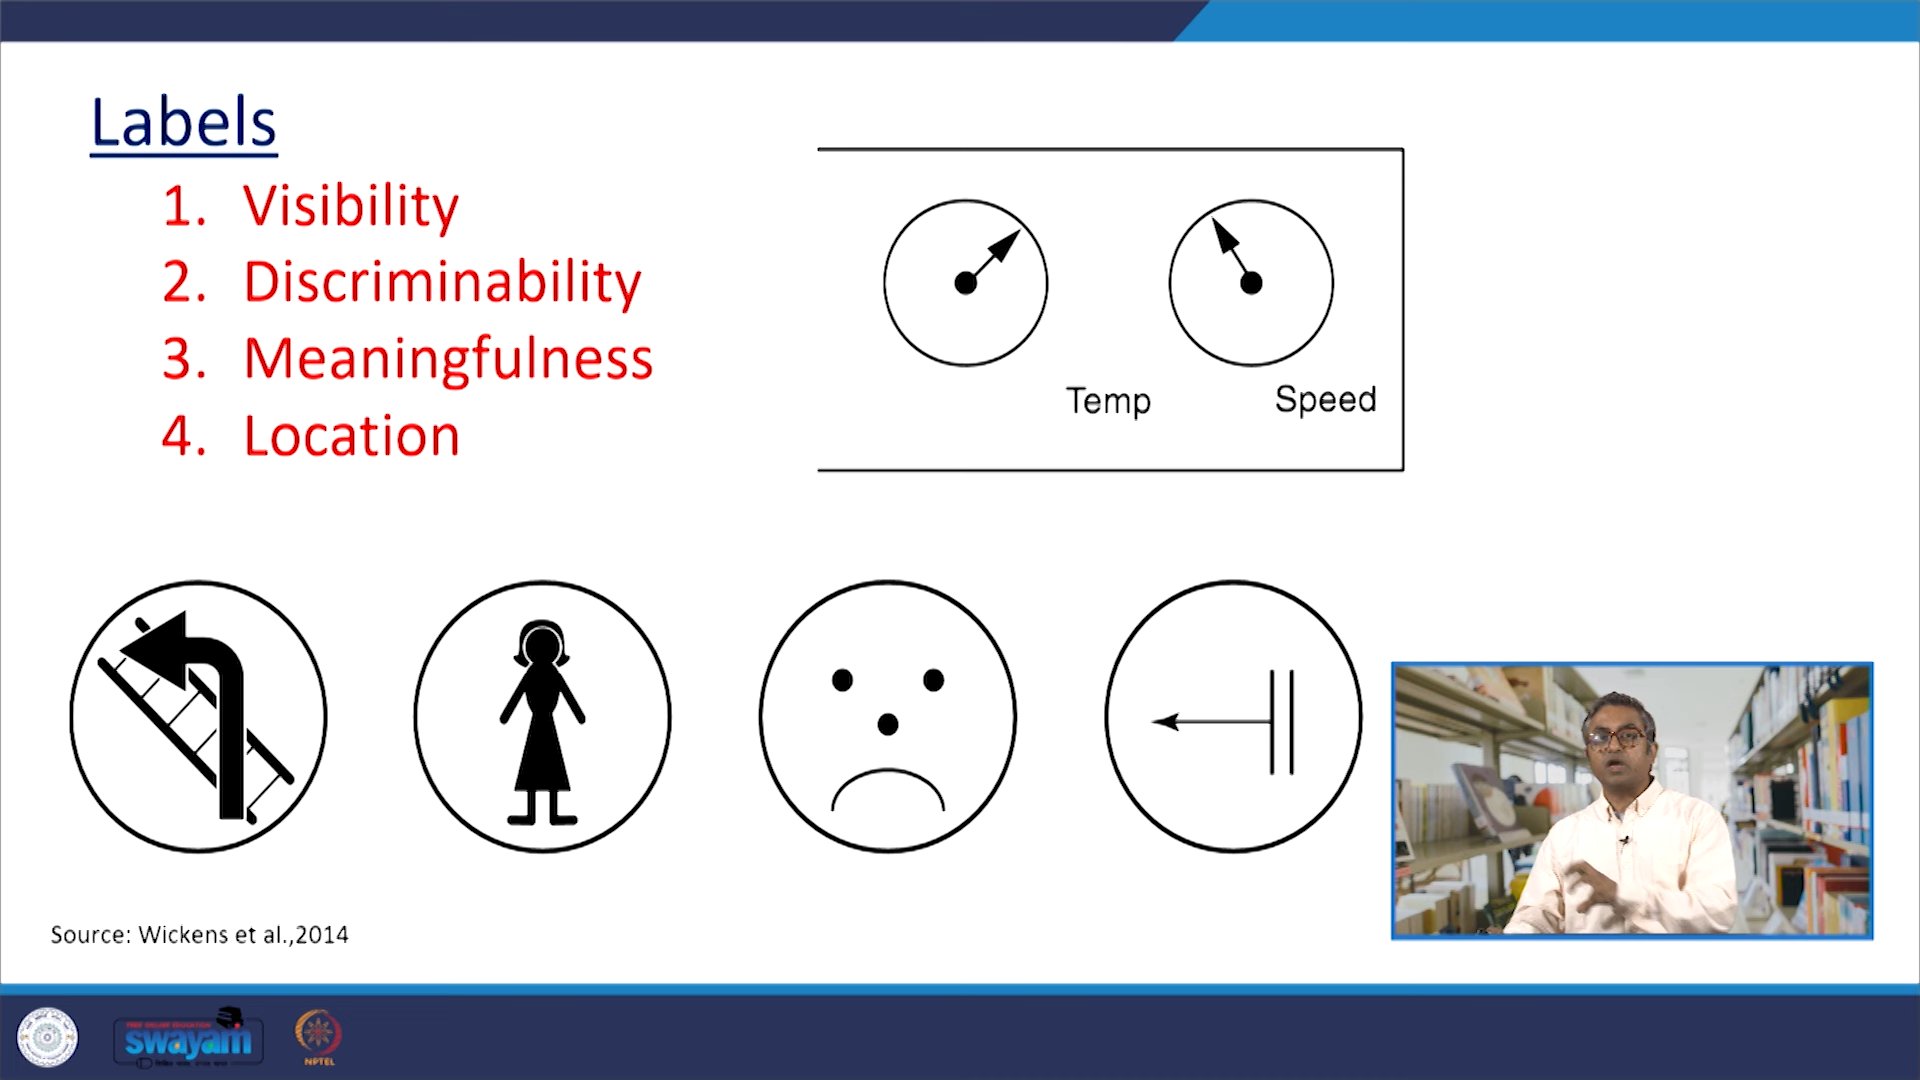 Labels
1. Visibility
2. Discriminability
3. Meaningfulness
4. Location
Temp
Speed
Source: Wickens et al.,2014
swayam
NPTEL